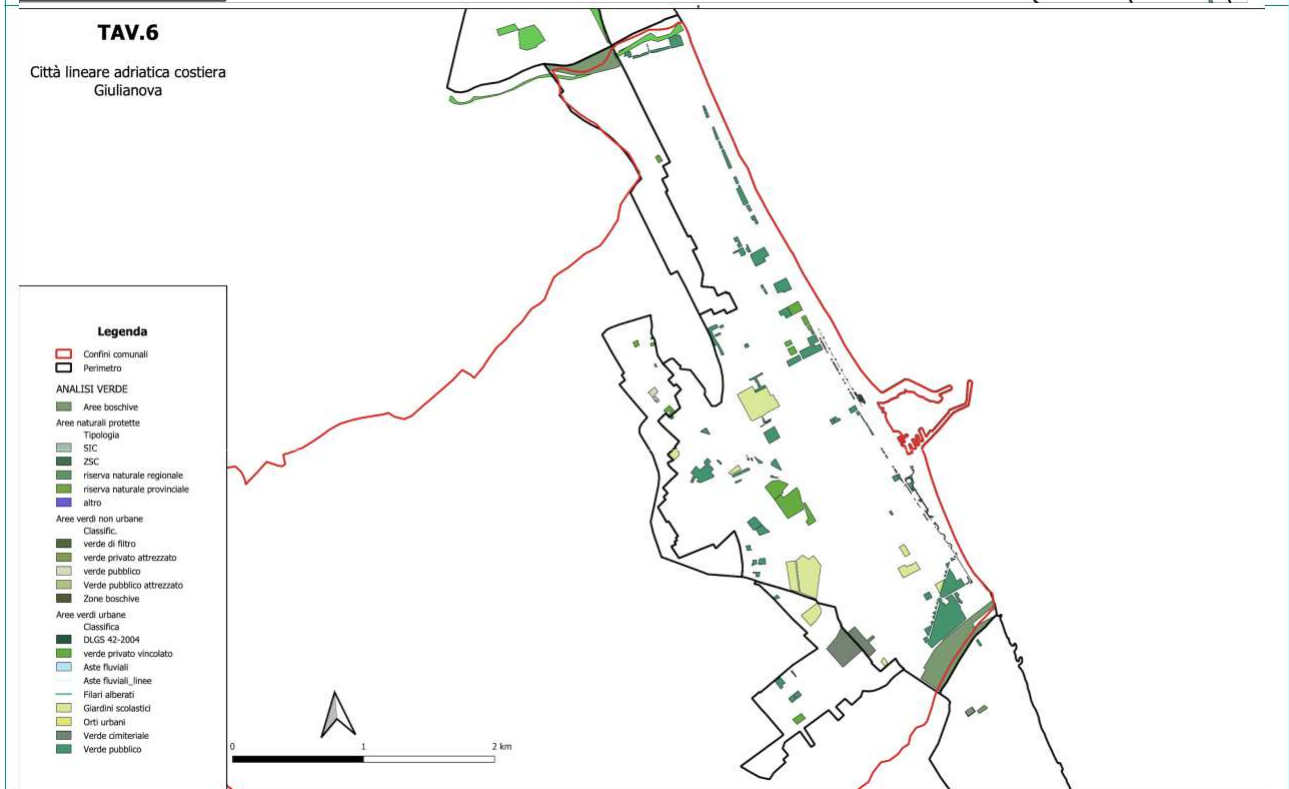 TAV.6
Città lineare adriatica costiera
Giulianova
Legenda
Confini comunali
Perimetro
ANALISI VERDE
Aree boschive
Aree naturali protette
Tipologia
SIC
ZSC
riserva naturale regionale
riserva naturale provinciale
altro
Aree verdi non urbane
Classific.
verde di filtro
verde privato attrezzato
verde pubblico
Verde pubblico attrezzato
Zone boschive
Aree verdi urbane
Classifica
DLGS 42-2004
verde privato vincolato
Aste fluviali
Aste fluviali_linee
Filari alberati
Giardini scolastici
Orti urbani
Verde cimiteriale
Verde pubblico
0 1 2 km